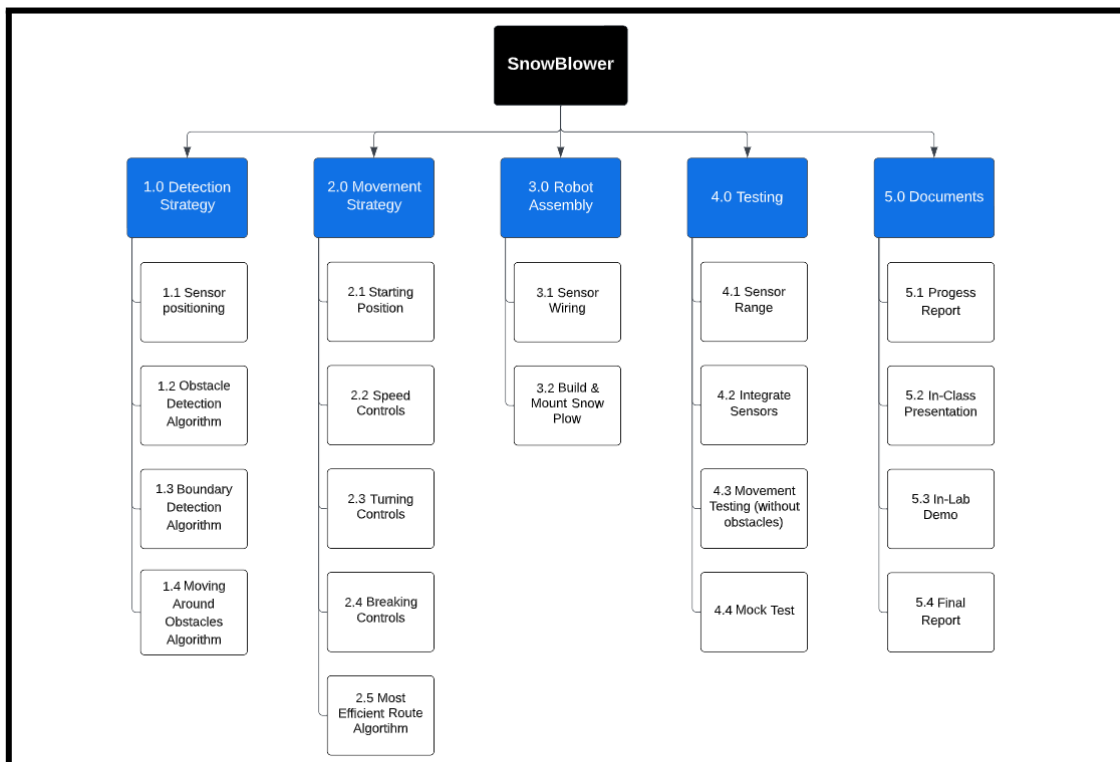 SnowBlower
1.0 Detection
Strategy
2.0 Movement
Strategy
3.0 Robot
Assembly
4.0 Testing
5.0 Documents
1.1 Sensor
positioning
1.2 Obstacle
Detection
Algorithm
1.3 Boundary
Detection
Algorithm
1.4 Moving
Around
Obstacles
Algorithm
2.1 Starting
Position
2.2 Speed
Controls
2.3 Turning
Controls
2.4 Breaking
Controls
2.5 Most
Efficient Route
Algortihm
3.1 Sensor
Wiring
3.2 Build &
Mount Snow
Plow
4.1 Sensor
Range
4.2 Integrate
Sensors
4.3 Movement
Testing (without
obstacles)
4.4 Mock Test
5.1 Progess
Report
5.2 In-Class
Presentation
5.3 In-Lab
Demo
5.4 Final
Report